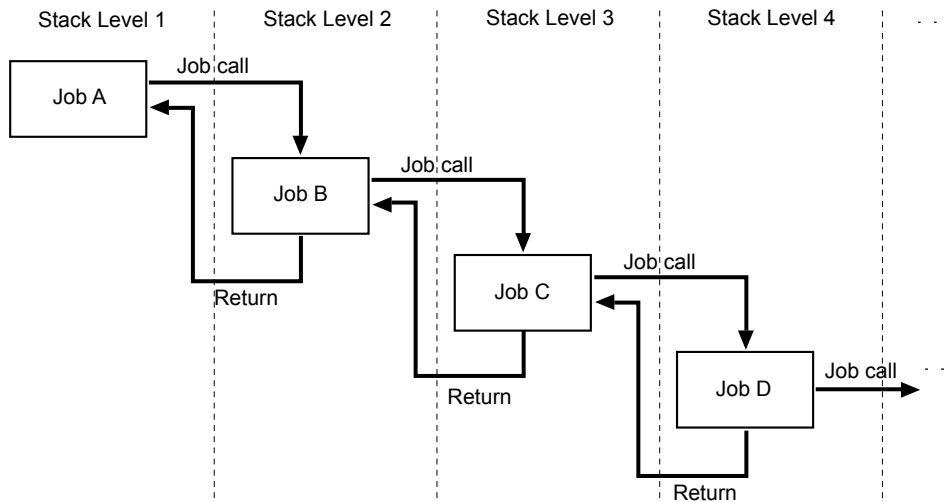 Stack Level 1
Stack Level 2
Stack Level 3
Stack Level 4
. . .
Job call
Job A
Job call
Job B
Job call
Return
Job C
Job call
. . .
Return
Job D
Return